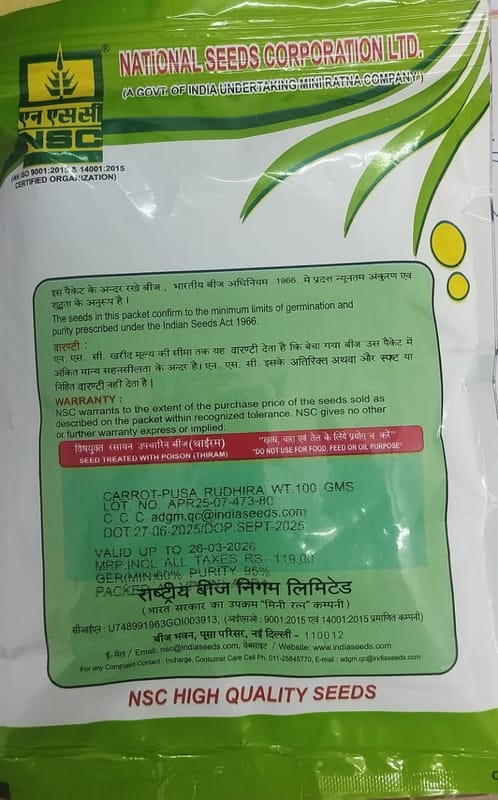 ®
NATIONAL SEEDS CORPORATION LTD.
(A GOVT. OF INDIA UNDERTAKING MINI RATNA COMPANY)
एन एस सी
NSC
(AN ISO 9001:2015 & 14001:2015
CERTIFIED ORGANIZATION)
इस पैकेट के अन्दर रखे बीज , भारतीय बीज अधिनियम 1966. मे प्रदत्त न्यूनतम अंकुरण एवं
शुद्धता के अनुरूप है।
The seeds in this packet confirm to the minimum limits of germination and
purity prescribed under the Indian Seeds Act 1966.
वारण्टी :
एन. एस. सी. खरीद मूल्य की सीमा तक यह वारण्टी देता है कि बेचा गया बीज उस पैकेट में
अंकित मान्य सहनसीलता के अन्दर है। एन. एस. सी. इसके अतिरिक्त अथवा और स्पष्ट या
निहित वारण्टी नही देता है।
WARRANTY :
NSC warrants to the extent of the purchase price of the seeds sold as
described on the packet within recognized tolerance. NSC gives no other
or further warranty express or implied.
विषयुक्त रसायन उपचारित बीज (थाईरम) "खाद्य, चारा एवं तेल के लिये प्रयोग न करें"
SEED TREATED WITH POISON (THIRAM) "DO NOT USE FOR FOOD, FEED OR OIL PURPOSE"
CARROT-PUSA RUDHIRA WT.100 GMS
LOT. NO. APR25-07-473-80
C C C adgm.qc@indiaseeds.com
DOT.27-06-2025/DOP.SEPT-2025
VALID UP TO 26-03-2026
MRP.INCL ALL TAXES RS- 119.00
GER(MIN)60% PURITY 95%
PACKED
राष्ट्रीय बीज निगम लिमिटेड
(भारत सरकार का उपक्रम "मिनी रत्न" कम्पनी)
सीआईएन : U748991963GOI003913, (आईएसओ : 9001:2015 एवं 14001:2015 प्रमाणित कम्पनी)
बीज भवन, पूसा परिसर, नई दिल्ली - 110012
ई-मेल / Email: nsc@indiaseeds.com, वेबसाइट / Website: www.indiaseeds.com
For any Complaint Contact : Incharge, Consumer Care Cell Ph. 011-25845770, E-mail : adgm.qc@indiaseeds.com
NSC HIGH QUALITY SEEDS